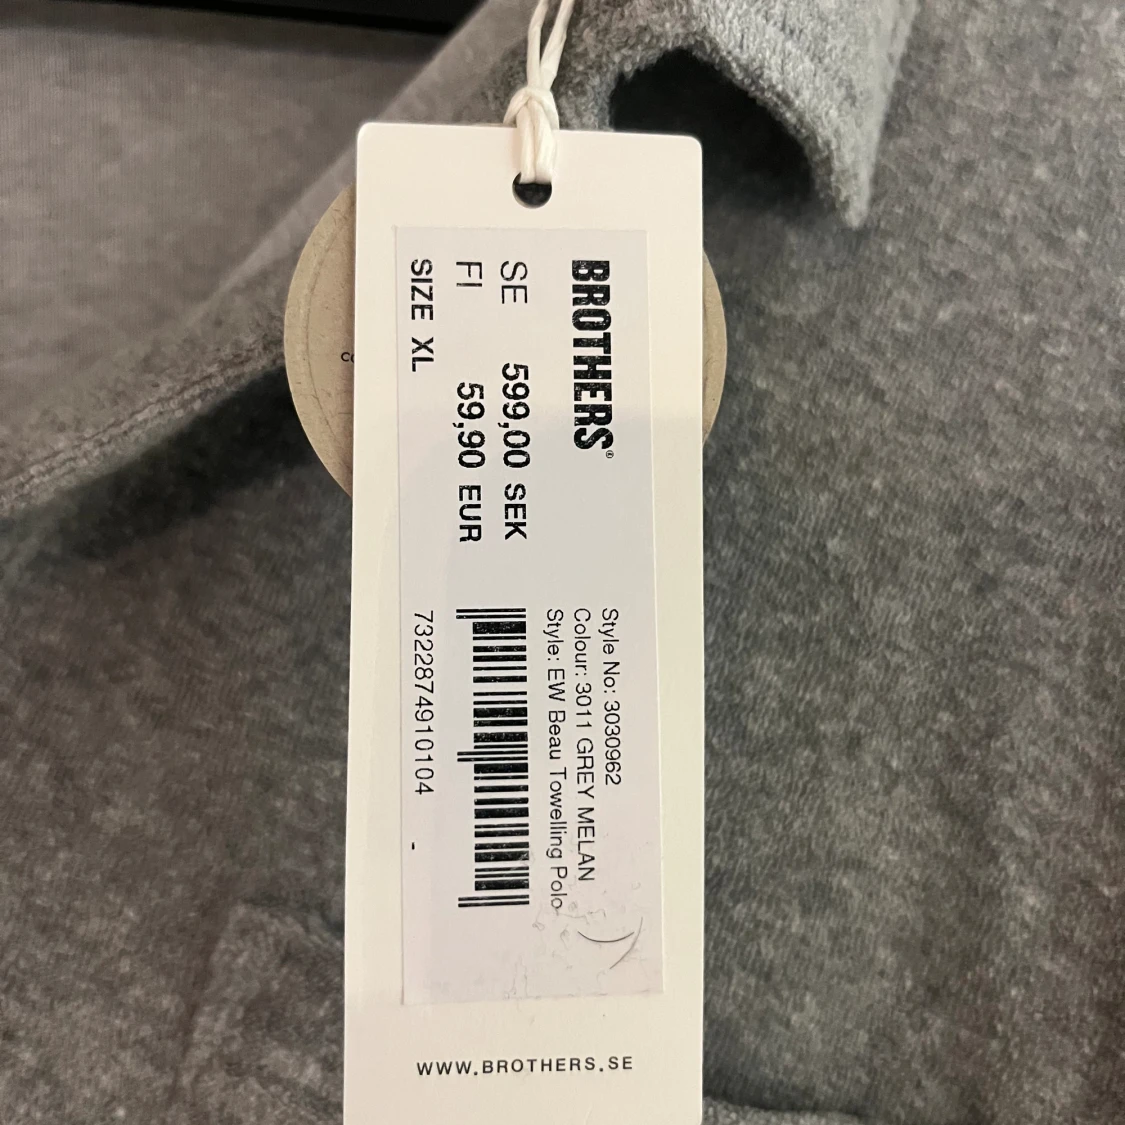 BROTHERS®
SE 599,00 SEK
FI 59,90 EUR
SIZE XL
Style No: 3030962
Colour: 3011 GREY MELAN
Style: EW Beau Towelling Polo
7322874910104 -
WWW.BROTHERS.SE